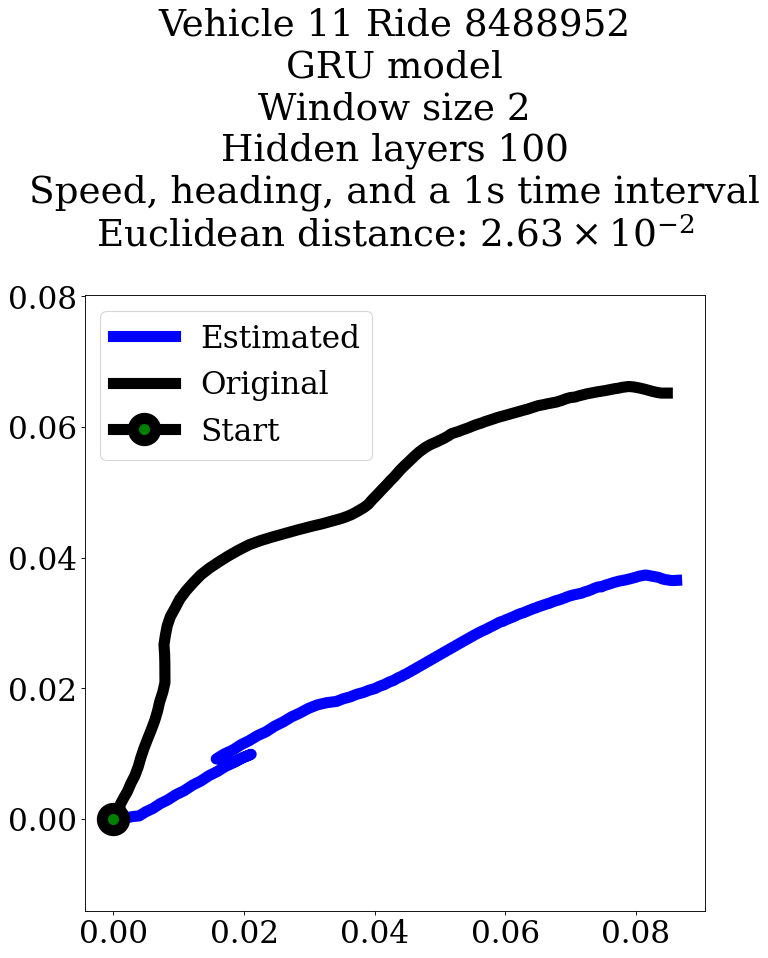 Vehicle 11 Ride 8488952
GRU model
Window size 2
Hidden layers 100
Speed, heading, and a 1s time interval
Euclidean distance: 2.63 × 10⁻²
0.08
Estimated
Original
Start
0.06
0.04
0.02
0.00
0.00 0.02 0.04 0.06 0.08